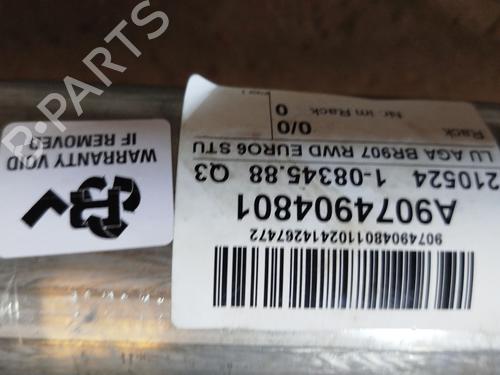 Rack Nr. im Rack
0/0 0
LU AGA BR907 RWD EURO6 STU
210524 1-08345.88 Q3
A9074904801
9074904801102414267472
WARRANTY VOID
IF REMOVED
B-PARTS